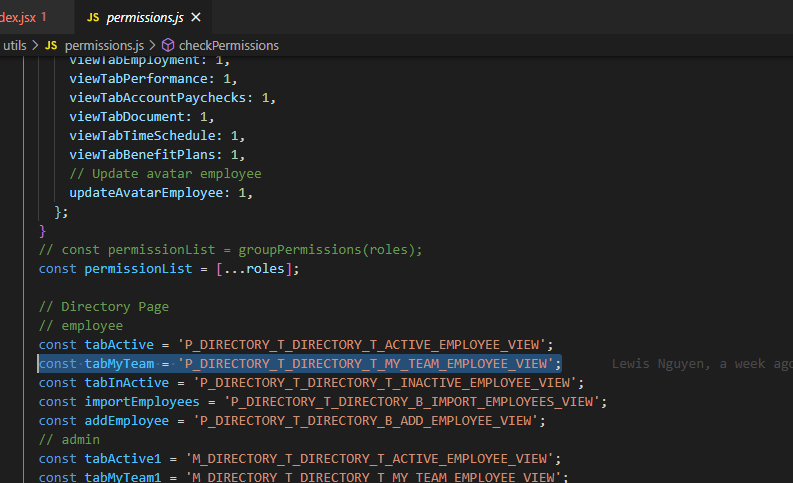 dex.jsx 1 JS permissions.js ×
utils > JS permissions.js > checkPermissions
viewTabEmployment: 1,
viewTabPerformance: 1,
viewTabAccountPaychecks: 1,
viewTabDocument: 1,
viewTabTimeSchedule: 1,
viewTabBenefitPlans: 1,
// Update avatar employee
updateAvatarEmployee: 1,
};
}
// const permissionList = groupPermissions(roles);
const permissionList = [...roles];
// Directory Page
// employee
const tabActive = 'P_DIRECTORY_T_DIRECTORY_T_ACTIVE_EMPLOYEE_VIEW';
const tabMyTeam = 'P_DIRECTORY_T_DIRECTORY_T_MY_TEAM_EMPLOYEE_VIEW'; Lewis Nguyen, a week ago
const tabInActive = 'P_DIRECTORY_T_DIRECTORY_T_INACTIVE_EMPLOYEE_VIEW';
const importEmployees = 'P_DIRECTORY_T_DIRECTORY_B_IMPORT_EMPLOYEES_VIEW';
const addEmployee = 'P_DIRECTORY_T_DIRECTORY_B_ADD_EMPLOYEE_VIEW';
// admin
const tabActive1 = 'M_DIRECTORY_T_DIRECTORY_T_ACTIVE_EMPLOYEE_VIEW';
const tabMyTeam1 = 'M_DIRECTORY_T_DIRECTORY_T_MY_TEAM_EMPLOYEE_VIEW';